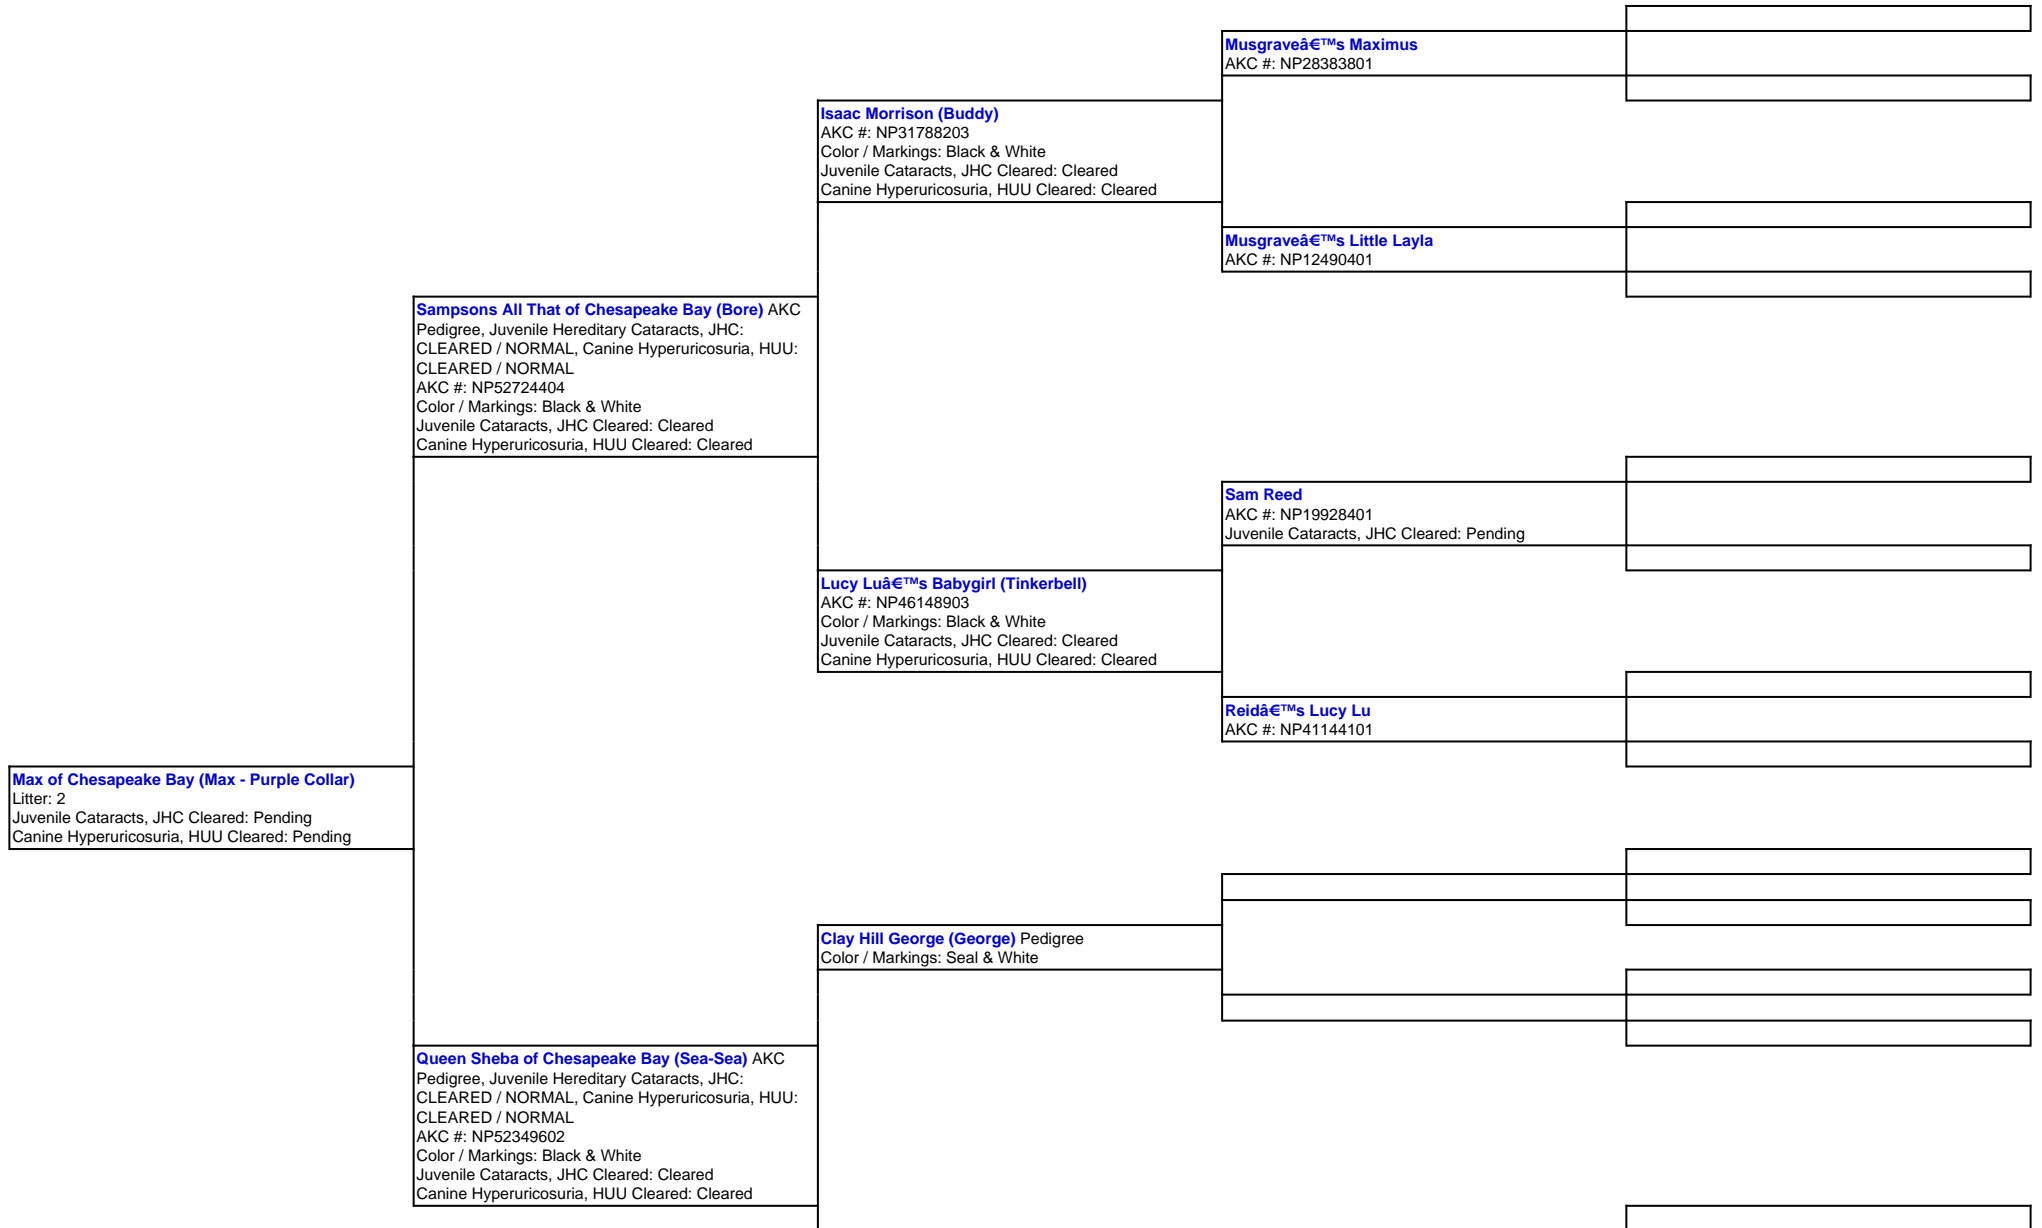 Musgraveâ€™s Maximus
AKC #: NP28383801
Isaac Morrison (Buddy)
AKC #: NP31788203
Color / Markings: Black & White
Juvenile Cataracts, JHC Cleared: Cleared
Canine Hyperuricosuria, HUU Cleared: Cleared
Musgraveâ€™s Little Layla
AKC #: NP12490401
Sampsons All That of Chesapeake Bay (Bore) AKC
Pedigree, Juvenile Hereditary Cataracts, JHC:
CLEARED / NORMAL, Canine Hyperuricosuria, HUU:
CLEARED / NORMAL
AKC #: NP52724404
Color / Markings: Black & White
Juvenile Cataracts, JHC Cleared: Cleared
Canine Hyperuricosuria, HUU Cleared: Cleared
Sam Reed
AKC #: NP19928401
Juvenile Cataracts, JHC Cleared: Pending
Lucy Luâ€™s Babygirl (Tinkerbell)
AKC #: NP46148903
Color / Markings: Black & White
Juvenile Cataracts, JHC Cleared: Cleared
Canine Hyperuricosuria, HUU Cleared: Cleared
Reidâ€™s Lucy Lu
AKC #: NP41144101
Max of Chesapeake Bay (Max - Purple Collar)
Litter: 2
Juvenile Cataracts, JHC Cleared: Pending
Canine Hyperuricosuria, HUU Cleared: Pending
Clay Hill George (George) Pedigree
Color / Markings: Seal & White
Queen Sheba of Chesapeake Bay (Sea-Sea) AKC
Pedigree, Juvenile Hereditary Cataracts, JHC:
CLEARED / NORMAL, Canine Hyperuricosuria, HUU:
CLEARED / NORMAL
AKC #: NP52349602
Color / Markings: Black & White
Juvenile Cataracts, JHC Cleared: Cleared
Canine Hyperuricosuria, HUU Cleared: Cleared